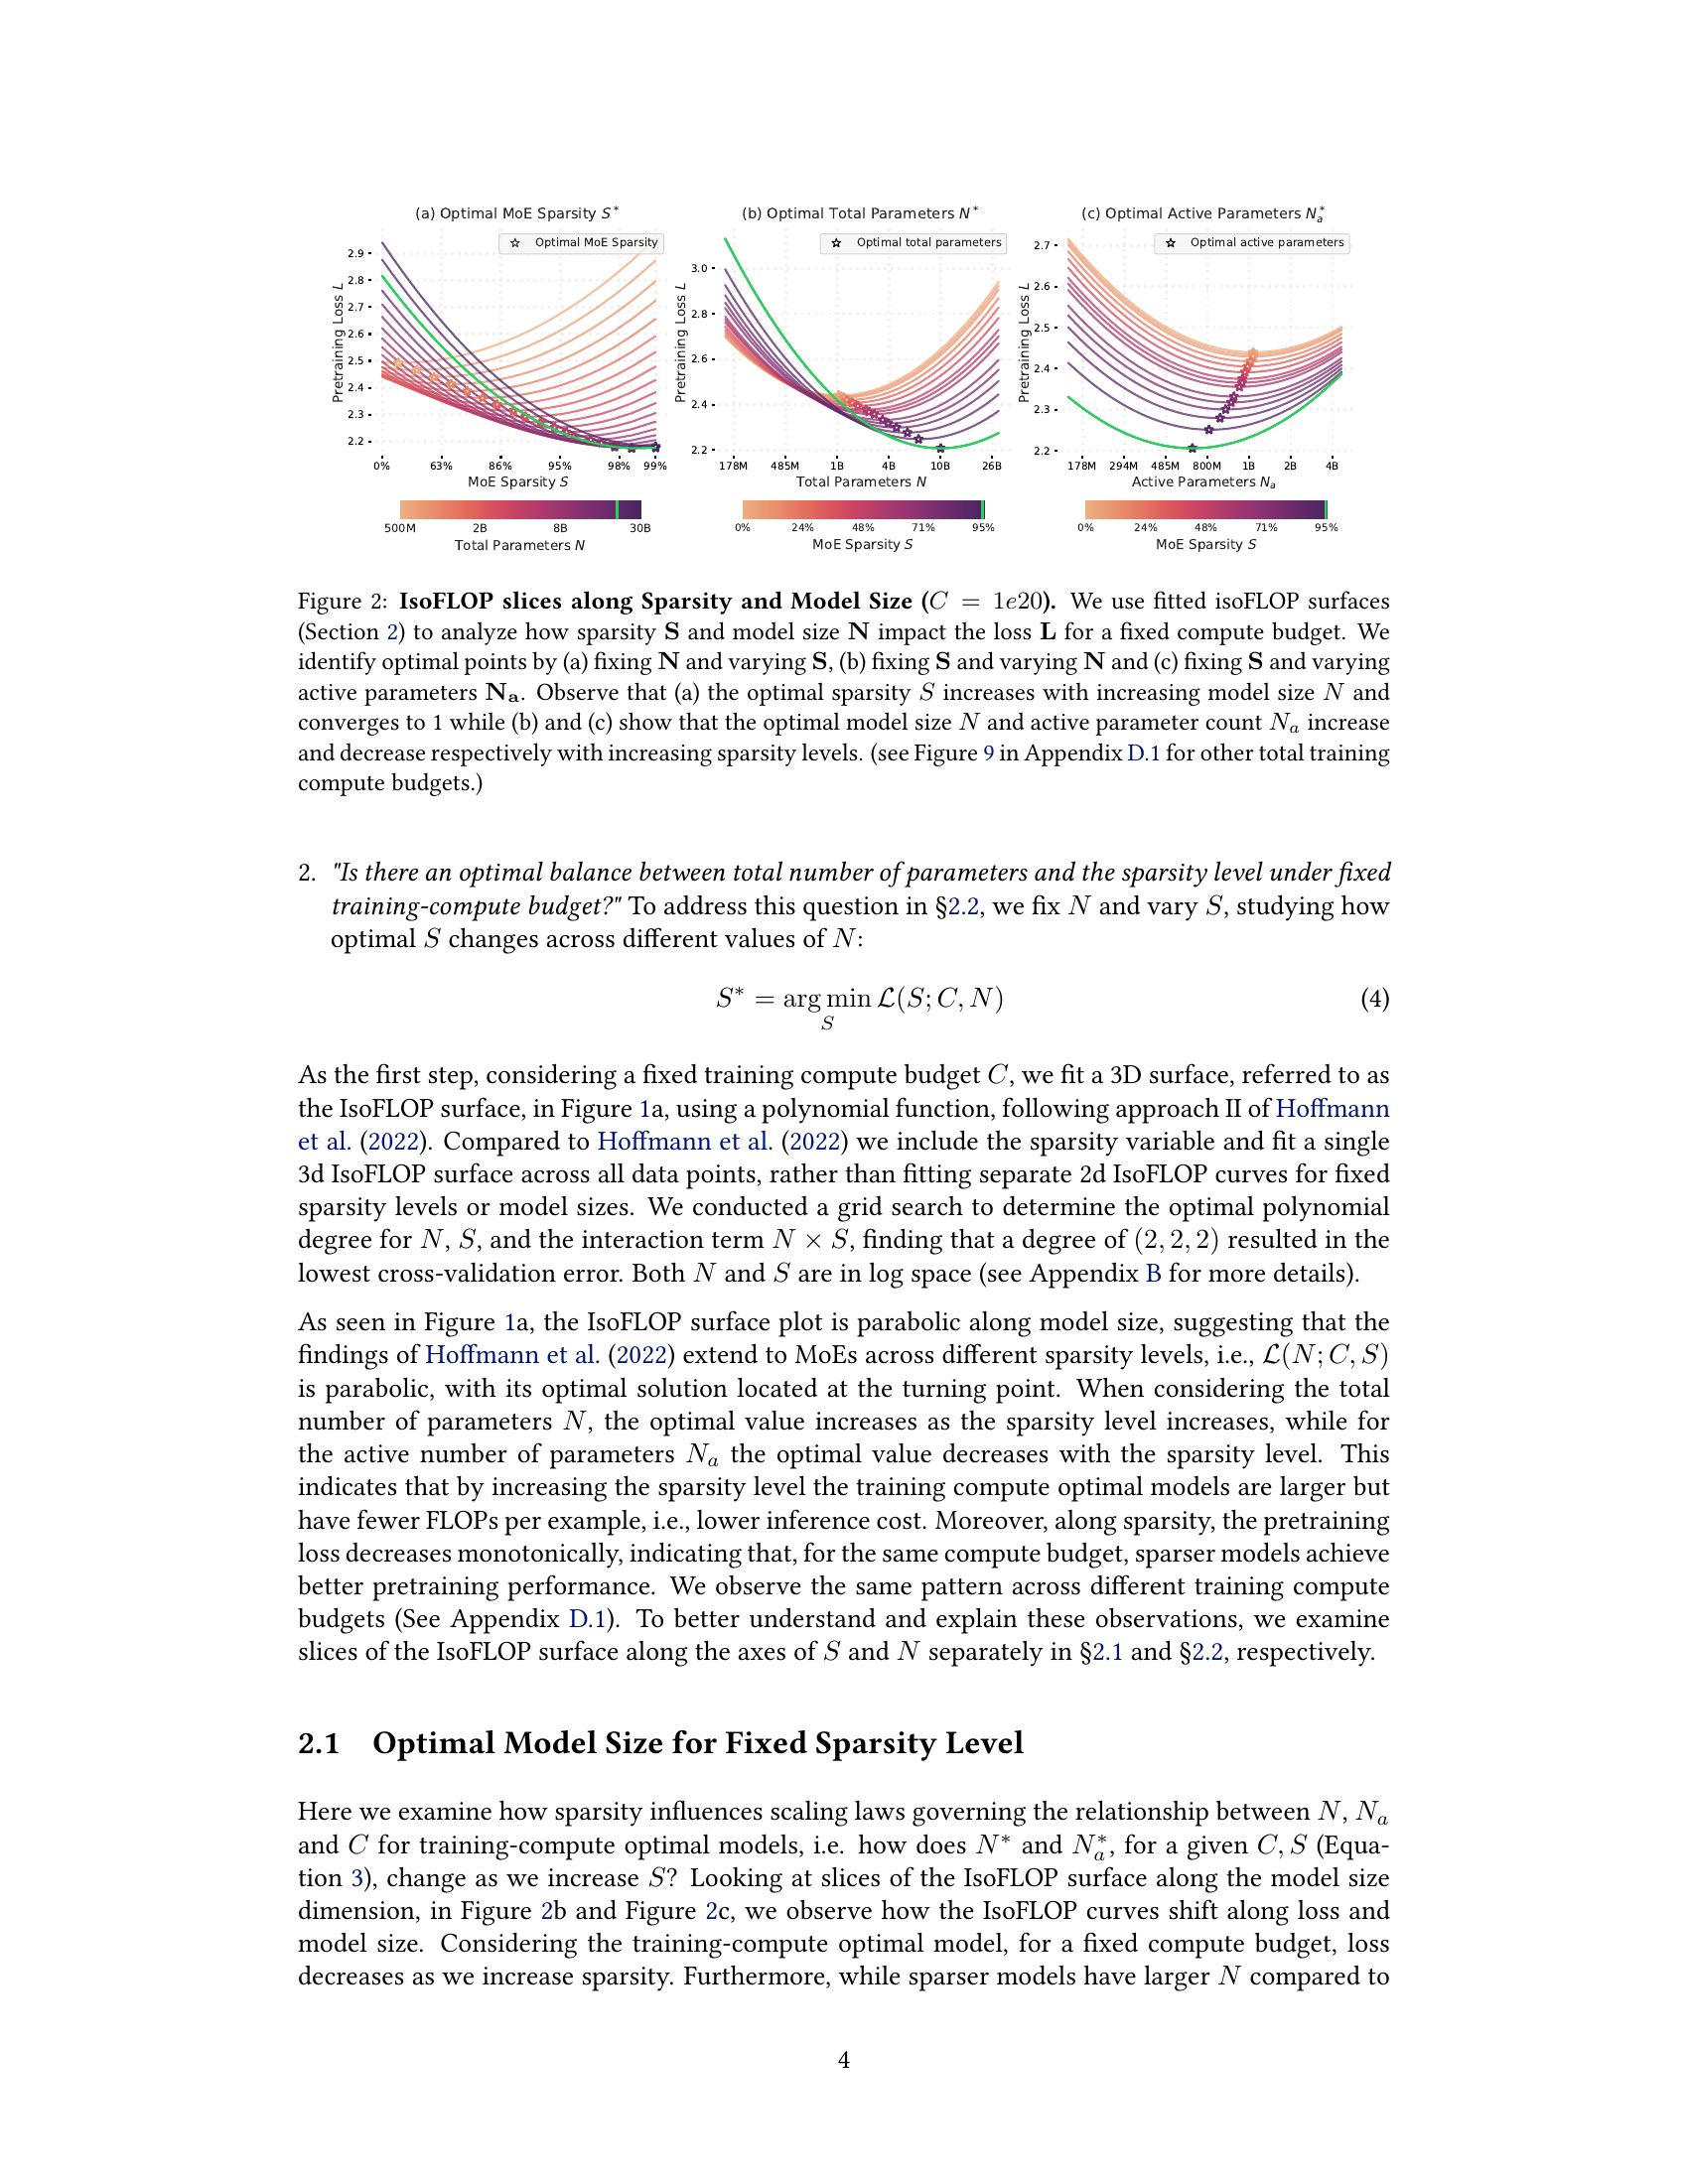 (a) Optimal MoE Sparsity S*
Optimal MoE Sparsity
Pretraining Loss L
2.9
2.8
2.7
2.6
2.5
2.4
2.3
2.2
0% 63% 86% 95% 98% 99%
MoE Sparsity S
500M 2B 8B 30B
Total Parameters N
(b) Optimal Total Parameters N*
Optimal total parameters
Pretraining Loss L
3.0
2.8
2.6
2.4
2.2
178M 485M 1B 4B 10B 26B
Total Parameters N
0% 24% 48% 71% 95%
MoE Sparsity S
(c) Optimal Active Parameters N*a
Optimal active parameters
Pretraining Loss L
2.7
2.6
2.5
2.4
2.3
2.2
178M 294M 485M 800M 1B 2B 4B
Active Parameters Na
0% 24% 48% 71% 95%
MoE Sparsity S
Figure 2: IsoFLOP slices along Sparsity and Model Size (C = 1e20). We use fitted isoFLOP surfaces
(Section 2) to analyze how sparsity S and model size N impact the loss L for a fixed compute budget. We
identify optimal points by (a) fixing N and varying S, (b) fixing S and varying N and (c) fixing S and varying
active parameters Na. Observe that (a) the optimal sparsity S increases with increasing model size N and
converges to 1 while (b) and (c) show that the optimal model size N and active parameter count Na increase
and decrease respectively with increasing sparsity levels. (see Figure 9 in Appendix D.1 for other total training
compute budgets.)
2. "Is there an optimal balance between total number of parameters and the sparsity level under fixed
training-compute budget?" To address this question in §2.2, we fix N and vary S, studying how
optimal S changes across different values of N:
S* = arg min L(S; C, N) (4)
S
As the first step, considering a fixed training compute budget C, we fit a 3D surface, referred to as
the IsoFLOP surface, in Figure 1a, using a polynomial function, following approach II of Hoffmann
et al. (2022). Compared to Hoffmann et al. (2022) we include the sparsity variable and fit a single
3d IsoFLOP surface across all data points, rather than fitting separate 2d IsoFLOP curves for fixed
sparsity levels or model sizes. We conducted a grid search to determine the optimal polynomial
degree for N, S, and the interaction term N × S, finding that a degree of (2, 2, 2) resulted in the
lowest cross-validation error. Both N and S are in log space (see Appendix B for more details).
As seen in Figure 1a, the IsoFLOP surface plot is parabolic along model size, suggesting that the
findings of Hoffmann et al. (2022) extend to MoEs across different sparsity levels, i.e., L(N; C, S)
is parabolic, with its optimal solution located at the turning point. When considering the total
number of parameters N, the optimal value increases as the sparsity level increases, while for
the active number of parameters Na the optimal value decreases with the sparsity level. This
indicates that by increasing the sparsity level the training compute optimal models are larger but
have fewer FLOPs per example, i.e., lower inference cost. Moreover, along sparsity, the pretraining
loss decreases monotonically, indicating that, for the same compute budget, sparser models achieve
better pretraining performance. We observe the same pattern across different training compute
budgets (See Appendix D.1). To better understand and explain these observations, we examine
slices of the IsoFLOP surface along the axes of S and N separately in §2.1 and §2.2, respectively.
2.1 Optimal Model Size for Fixed Sparsity Level
Here we examine how sparsity influences scaling laws governing the relationship between N, Na
and C for training-compute optimal models, i.e. how does N* and N*a, for a given C, S (Equa-
tion 3), change as we increase S? Looking at slices of the IsoFLOP surface along the model size
dimension, in Figure 2b and Figure 2c, we observe how the IsoFLOP curves shift along loss and
model size. Considering the training-compute optimal model, for a fixed compute budget, loss
decreases as we increase sparsity. Furthermore, while sparser models have larger N compared to
4